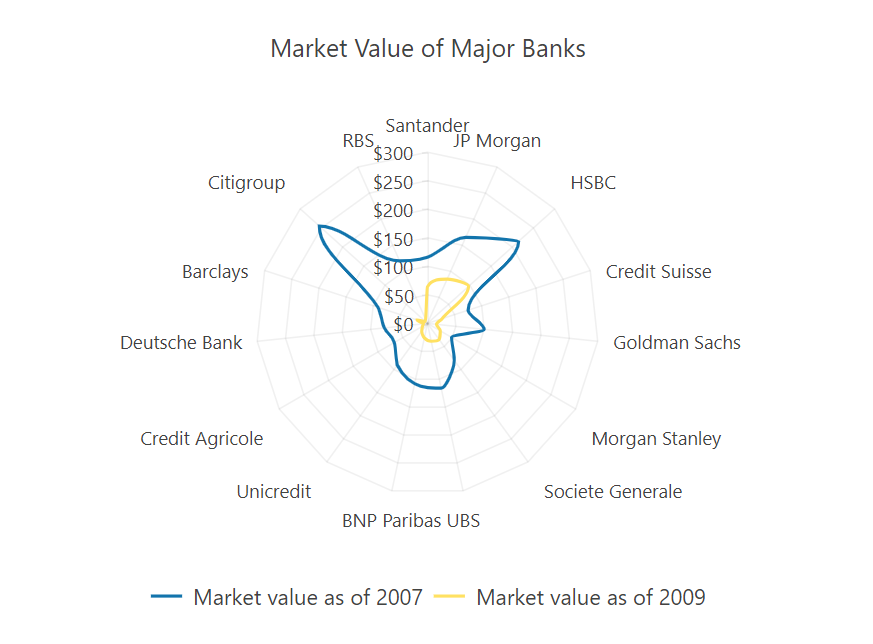 Market Value of Major Banks
Santander
RBS
JP Morgan
$300
Citigroup
HSBC
$250
$200
$150
Barclays
Credit Suisse
$100
$50
$0
Deutsche Bank
Goldman Sachs
Credit Agricole
Morgan Stanley
Unicredit
Societe Generale
BNP Paribas UBS
Market value as of 2007 Market value as of 2009